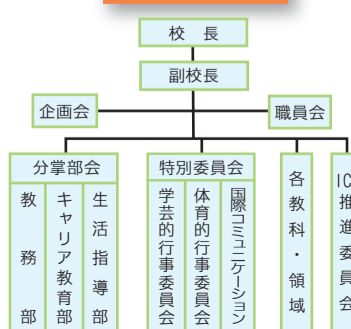 校長
副校長
企画会
職員会
分掌部会
教務部
キャリア教育部
生活指導部
特別委員会
学芸的行事委員会
体育的行事委員会
国際コミュニケーション
各教科・領域
IC
推進委員会